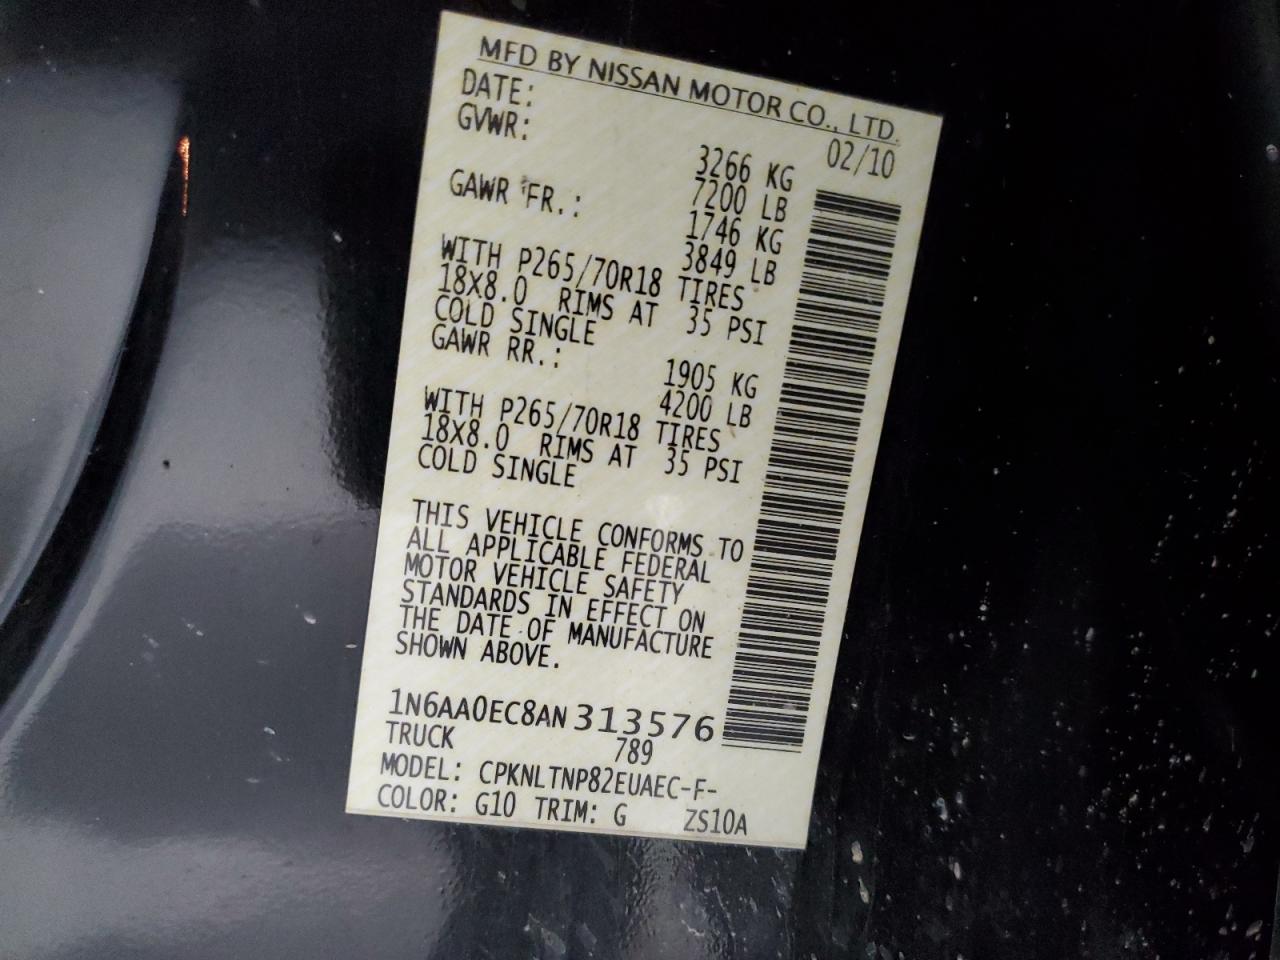 MFD BY NISSAN MOTOR CO., LTD.
DATE: 02/10
GVWR: 3266 KG
7200 LB
GAWR FR.: 1746 KG
3849 LB
WITH P265/70R18 TIRES
18X8.0 RIMS AT 35 PSI
COLD SINGLE
GAWR RR.: 1905 KG
4200 LB
WITH P265/70R18 TIRES
18X8.0 RIMS AT 35 PSI
COLD SINGLE
THIS VEHICLE CONFORMS TO
ALL APPLICABLE FEDERAL
MOTOR VEHICLE SAFETY
STANDARDS IN EFFECT ON
THE DATE OF MANUFACTURE
SHOWN ABOVE.
1N6AA0EC8AN313576
TRUCK 789
MODEL: CPKNLTNP82EUAEC-F-
COLOR: G10 TRIM: G ZS10A